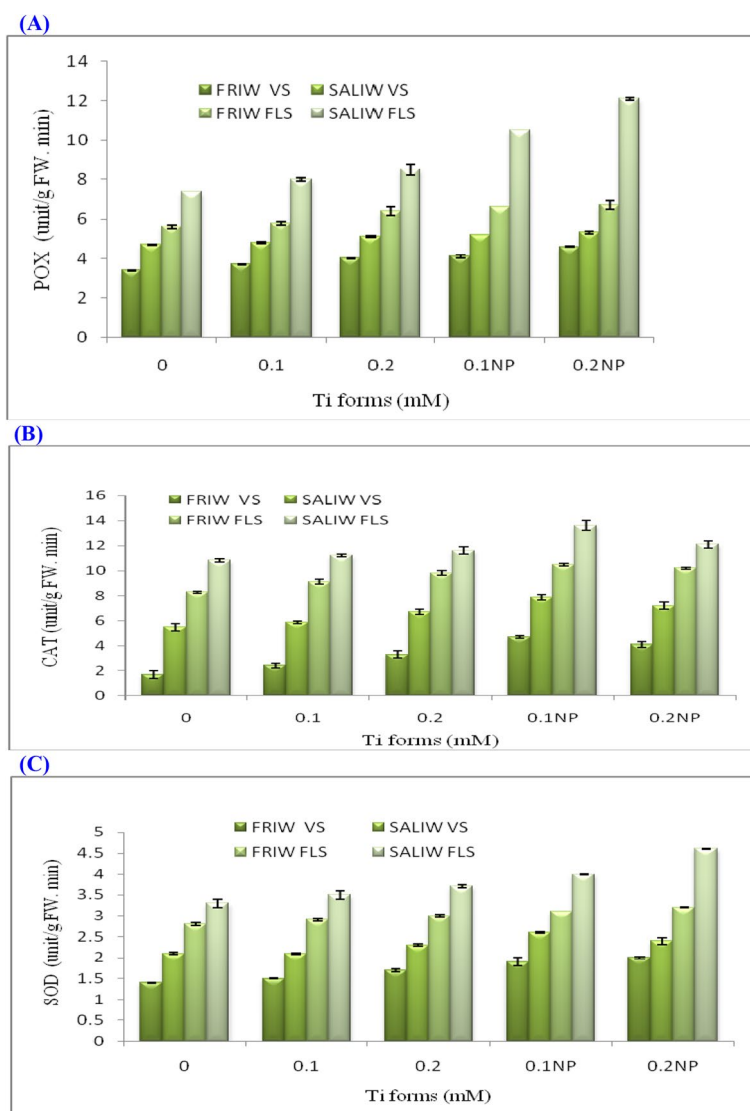 (A)
14
12
10
8
6
4
2
0
POX (unit/g FW. min)
FRIW VS
SALIW VS
FRIW FLS
SALIW FLS
0 0.1 0.2 0.1NP 0.2NP
Ti forms (mM)
(B)
16
14
12
10
8
6
4
2
0
CAT (unit/g FW. min)
FRIW VS
SALIW VS
FRIW FLS
SALIW FLS
0 0.1 0.2 0.1NP 0.2NP
Ti forms (mM)
(C)
5
4.5
4
3.5
3
2.5
2
1.5
1
0.5
0
SOD (unit/g FW. min)
FRIW VS
SALIW VS
FRIW FLS
SALIW FLS
0 0.1 0.2 0.1NP 0.2NP
Ti forms (mM)